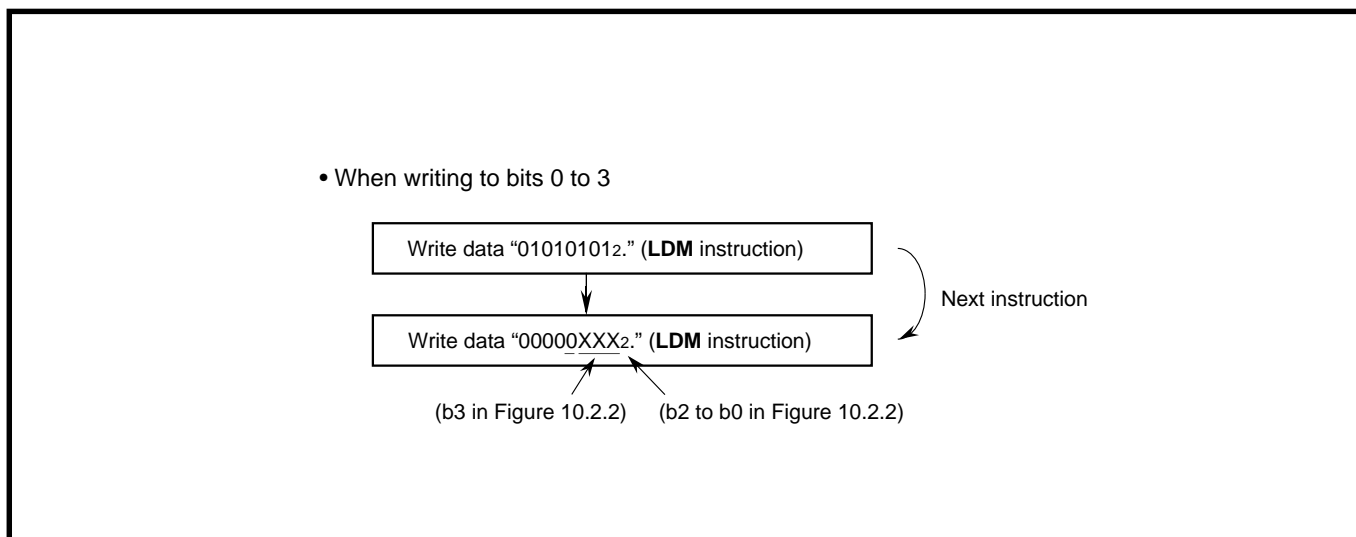 • When writing to bits 0 to 3
Write data “01010101₂.” (LDM instruction)
Next instruction
Write data “00000XXX₂.” (LDM instruction)
(b3 in Figure 10.2.2) (b2 to b0 in Figure 10.2.2)